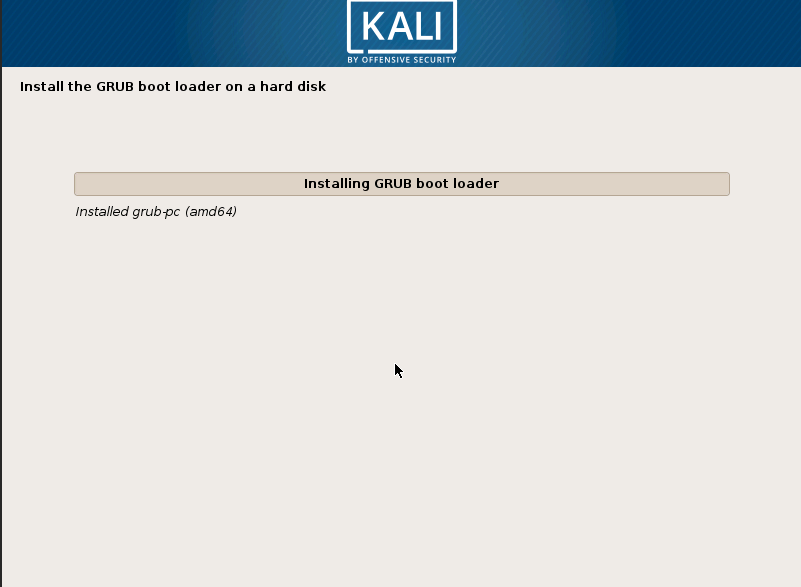 KALI
BY OFFENSIVE SECURITY
Install the GRUB boot loader on a hard disk
Installing GRUB boot loader
Installed grub-pc (amd64)